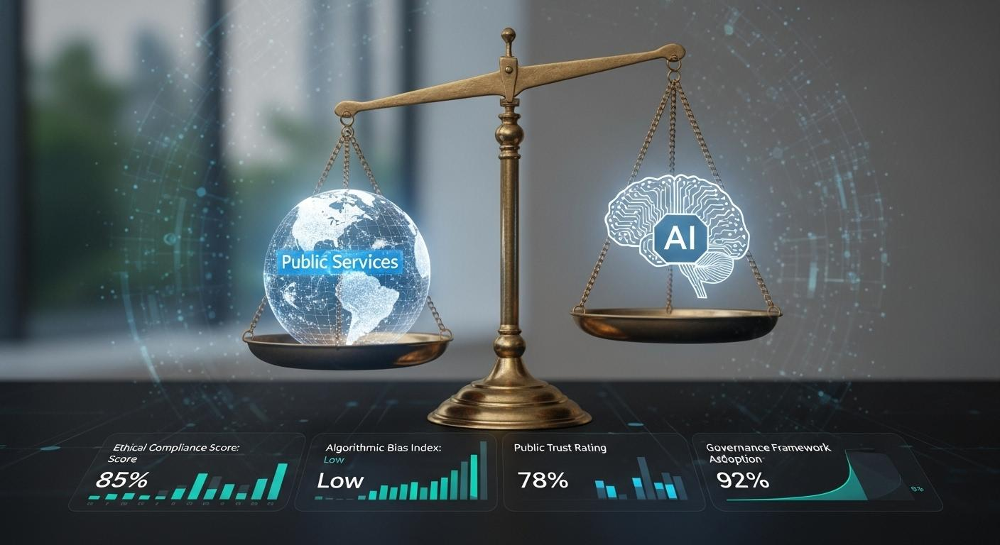 Public Services
AI
Ethical Compliance Score:
Score
85%
Algorithmic Bias Index:
Low
Low
Public Trust Rating
78%
Governance Framework
92%